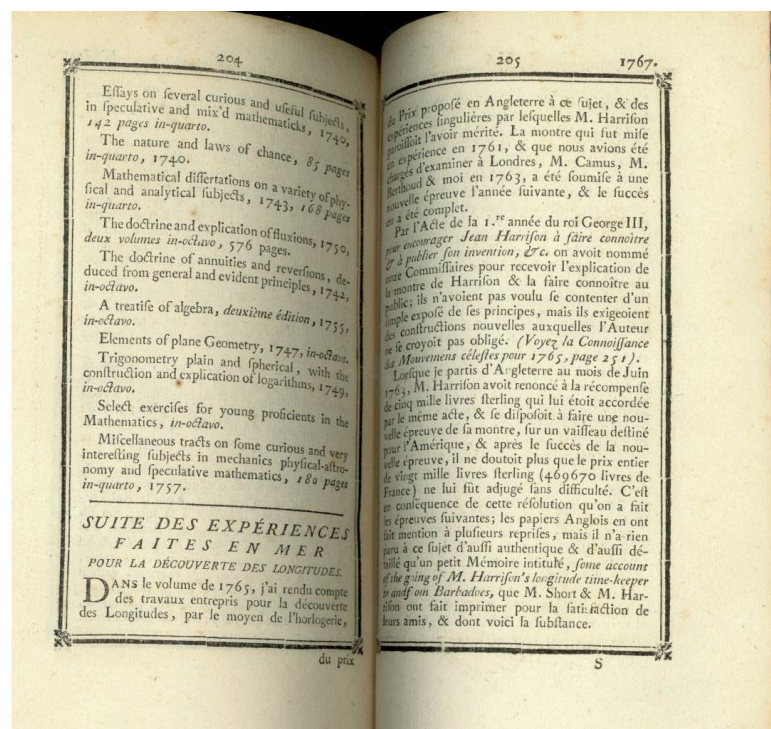 204
Eſſays on ſeveral curious and uſeful ſubjects,
in ſpeculative and mix'd mathematicks, 1740,
142 pages in-quarto.
The nature and laws of chance, 85 pages
in-quarto, 1740.
Mathematical diſſertations on a variety of phy-
ſical and analytical ſubjects, 1743, 168 pages
in-quarto.
The doctrine and explication of fluxions, 1750,
deux volumes in-octavo, 576 pages.
The doctrine of annuities and reverſions, de-
duced from general and evident principles, 1742,
in-octavo.
A treatiſe of algebra, deuxième édition, 1755,
in-octavo.
Elements of plane Geometry, 1747, in-octavo.
Trigonometry plain and ſpherical, with the
conſtruction and explication of logarithms, 1749,
in-octavo.
Select exerciſes for young proficients in the
Mathematics, in-octavo.
Miſcellaneous tracts on ſome curious and very
intereſting ſubjects in mechanics phyſical-aſtro-
nomy and ſpeculative mathematics, 180 pages
in-quarto, 1757.
SUITE DES EXPÉRIENCES
FAITES EN MER
POUR LA DÉCOUVERTE DES LONGITUDES.
DANS le volume de 1765, j'ai rendu compte
des travaux entrepris pour la découverte
des Longitudes, par le moyen de l'horlogerie,
du prix
205 1767.
du Prix propoſé en Angleterre à ce ſujet, & des
expériences ſingulières par leſquelles M. Harriſon
paroiſſoit l'avoir mérité. La montre qui fut miſe
en expérience en 1761, & que nous avions été
chargés d'examiner à Londres, M. Camus, M.
Berthoud & moi en 1763, a été ſoumiſe à une
nouvelle épreuve l'année ſuivante, & le ſuccès
en a été complet.
Par l'Acte de la 1.re année du roi George III,
pour encourager Jean Harriſon à faire connoître
& à publier ſon invention, &c. on avoit nommé
onze Commiſſaires pour recevoir l'explication de
la montre de Harriſon & la faire connoître au
public; ils n'avoient pas voulu ſe contenter d'un
ſimple expoſé de ſes principes, mais ils exigeoient
des conſtructions nouvelles auxquelles l'Auteur
ne ſe croyoit pas obligé. (Voyez la Connoiſſance
des Mouvemens céleſtes pour 1765, page 251).
Lorſque je partis d'Angleterre au mois de Juin
1763, M. Harriſon avoit renoncé à la récompenſe
de cinq mille livres ſterling qui lui étoit accordée
par le même acte, & ſe diſpoſoit à faire une nou-
velle épreuve de ſa montre, ſur un vaiſſeau deſtiné
pour l'Amérique, & après le ſuccès de la nou-
velle épreuve, il ne doutoit plus que le prix entier
de vingt mille livres ſterling (469670 livres de
France) ne lui fût adjugé ſans difficulté. C'eſt
en conſéquence de cette réſolution qu'on a fait
les épreuves ſuivantes; les papiers Anglois en ont
fait mention à pluſieurs repriſes, mais il n'a rien
paru à ce ſujet d'auſſi authentique & d'auſſi dé-
taillé qu'un petit Mémoire intitulé, ſome account
of the going of M. Harriſon's longitude time-keeper
to and from Barbadoes, que M. Short & M. Har-
riſon ont fait imprimer pour la ſatisfaction de
leurs amis, & dont voici la ſubſtance.
S